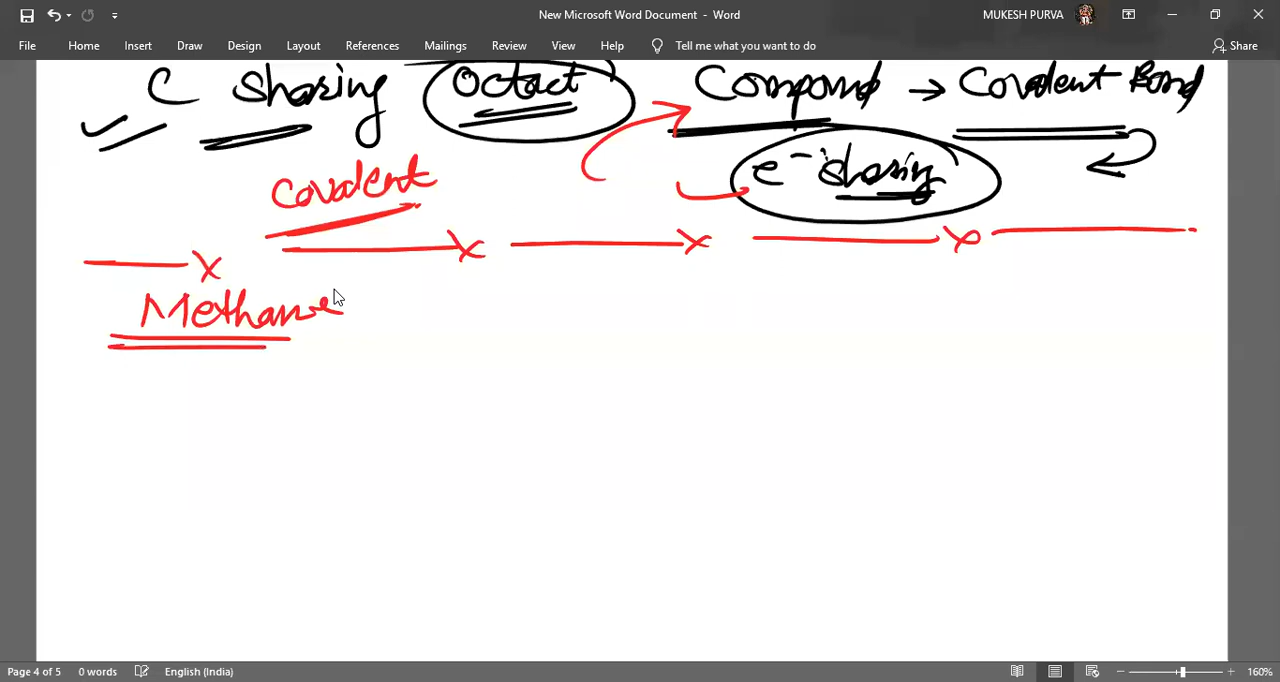 New Microsoft Word Document - Word
MUKESH PURVA
File Home Insert Draw Design Layout References Mailings Review View Help Tell me what you want to do Share
C sharing Octact Compound → Covalent Bond
e⁻ sharing
Covalent
Methane
Page 4 of 5 0 words English (India) 160%